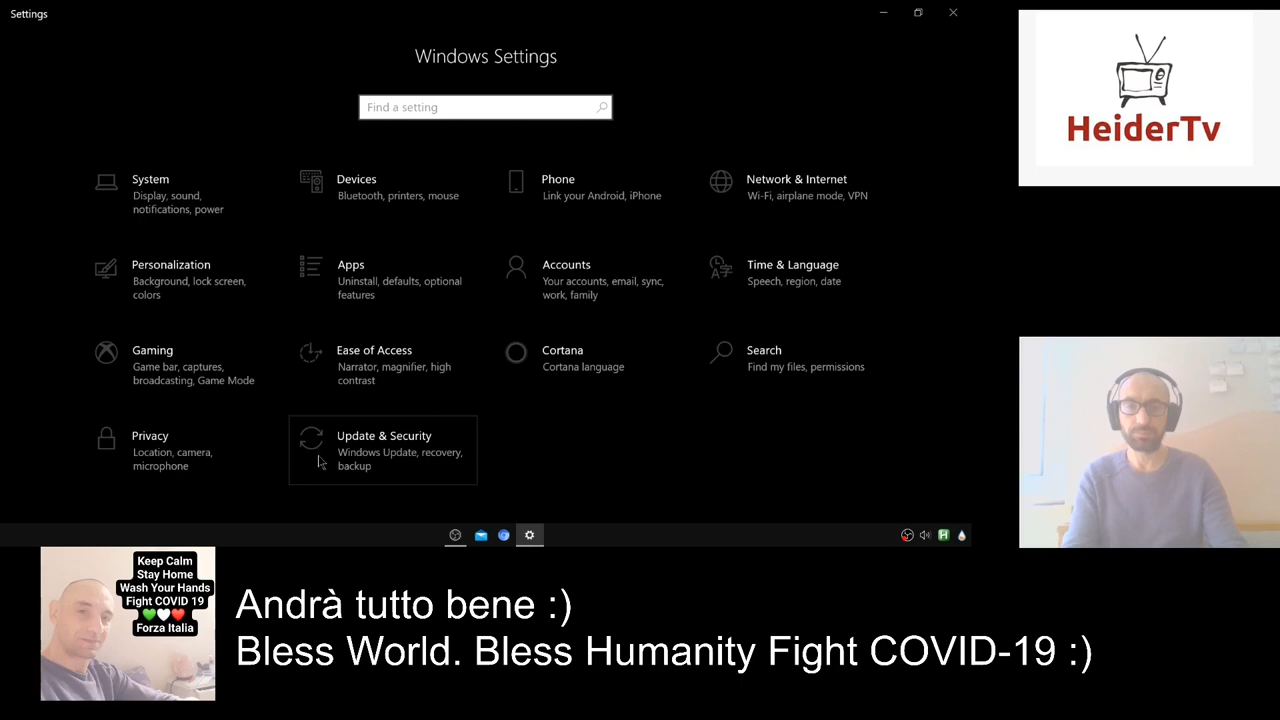 Settings
Windows Settings
Find a setting
System
Display, sound,
notifications, power
Devices
Bluetooth, printers, mouse
Phone
Link your Android, iPhone
Network & Internet
Wi-Fi, airplane mode, VPN
Personalization
Background, lock screen,
colors
Apps
Uninstall, defaults, optional
features
Accounts
Your accounts, email, sync,
work, family
Time & Language
Speech, region, date
Gaming
Game bar, captures,
broadcasting, Game Mode
Ease of Access
Narrator, magnifier, high
contrast
Cortana
Cortana language
Search
Find my files, permissions
Privacy
Location, camera,
microphone
Update & Security
Windows Update, recovery,
backup
HeiderTv
Keep Calm
Stay Home
Wash Your Hands
Fight COVID 19
💚🤍❤️
Forza Italia
Andrà tutto bene :)
Bless World. Bless Humanity Fight COVID-19 :)